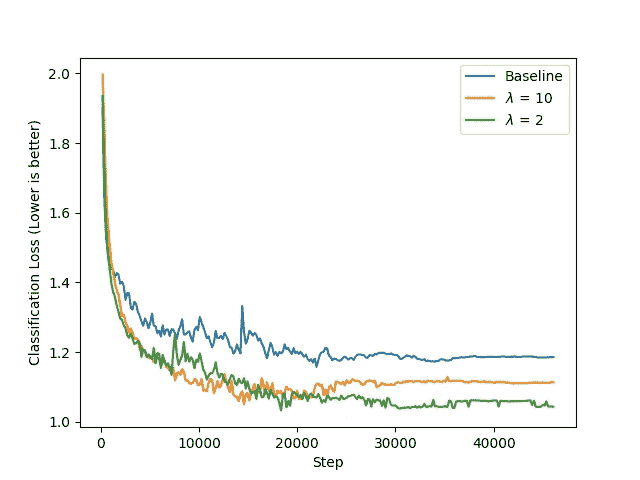 Baseline
λ = 10
λ = 2
Classification Loss (Lower is better)
2.0
1.8
1.6
1.4
1.2
1.0
0
10000
20000
30000
40000
Step